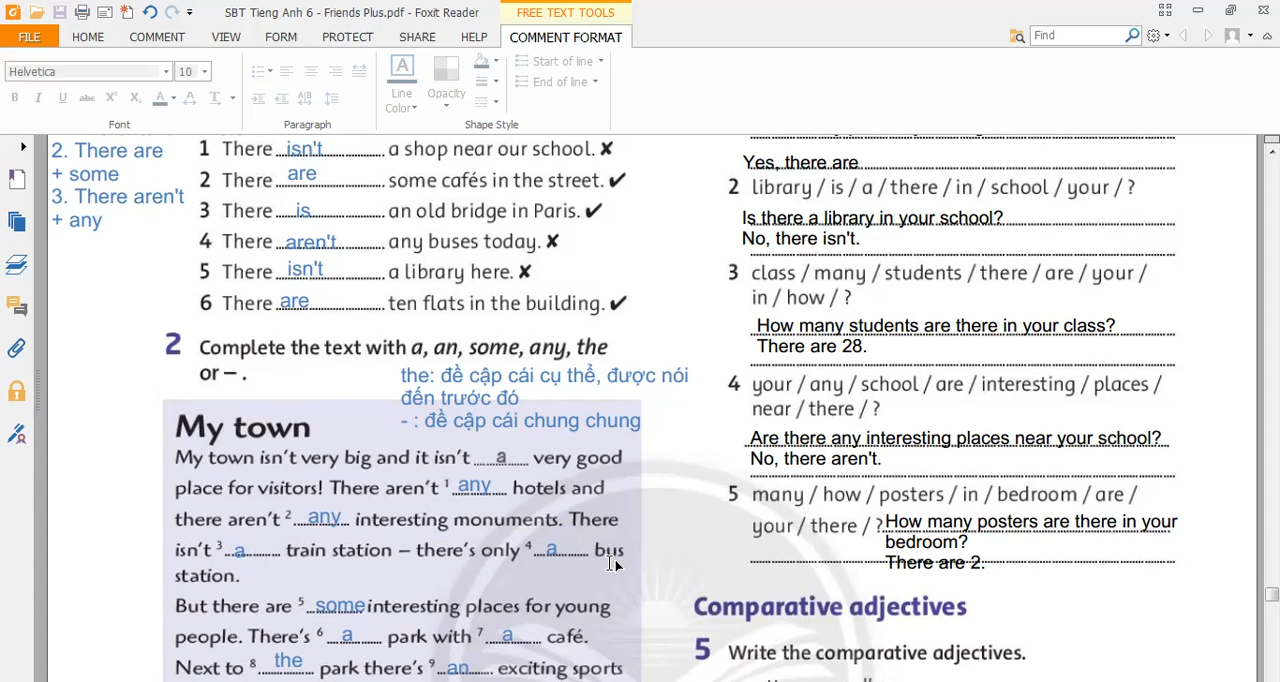 SBT Tieng Anh 6 - Friends Plus.pdf - Foxit Reader
FREE TEXT TOOLS
FILE HOME COMMENT VIEW FORM PROTECT SHARE HELP COMMENT FORMAT
Find
Helvetica 10
B I U abc X² X₂ A A T
Line Color
Opacity
Start of line
End of line
Font
Paragraph
Shape Style
2. There are
+ some
3. There aren't
+ any
1 There isn't a shop near our school. ✘
2 There are some cafés in the street. ✔
3 There is an old bridge in Paris. ✔
4 There aren't any buses today. ✘
5 There isn't a library here. ✘
6 There are ten flats in the building. ✔
2 Complete the text with a, an, some, any, the
or – .
the: đề cập cái cụ thể, được nói
đến trước đó
- : đề cập cái chung chung
My town
My town isn't very big and it isn't a very good
place for visitors! There aren't ¹ any hotels and
there aren't ² any interesting monuments. There
isn't ³ a train station – there's only ⁴ a bus
station.
But there are ⁵ some interesting places for young
people. There's ⁶ a park with ⁷ a café.
Next to ⁸ the park there's ⁹ an exciting sports
Yes, there are
2 library / is / a / there / in / school / your / ?
Is there a library in your school?
No, there isn't.
3 class / many / students / there / are / your /
in / how / ?
How many students are there in your class?
There are 28.
4 your / any / school / are / interesting / places /
near / there / ?
Are there any interesting places near your school?
No, there aren't.
5 many / how / posters / in / bedroom / are /
your / there / ? How many posters are there in your
bedroom?
There are 2.
Comparative adjectives
5 Write the comparative adjectives.